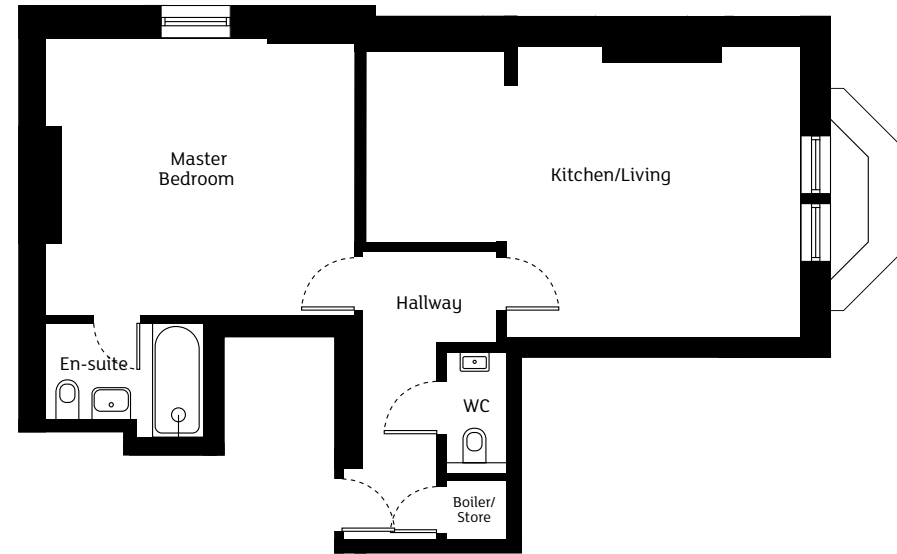 Master
Bedroom
Kitchen/Living
Hallway
En-suite
WC
Boiler/
Store